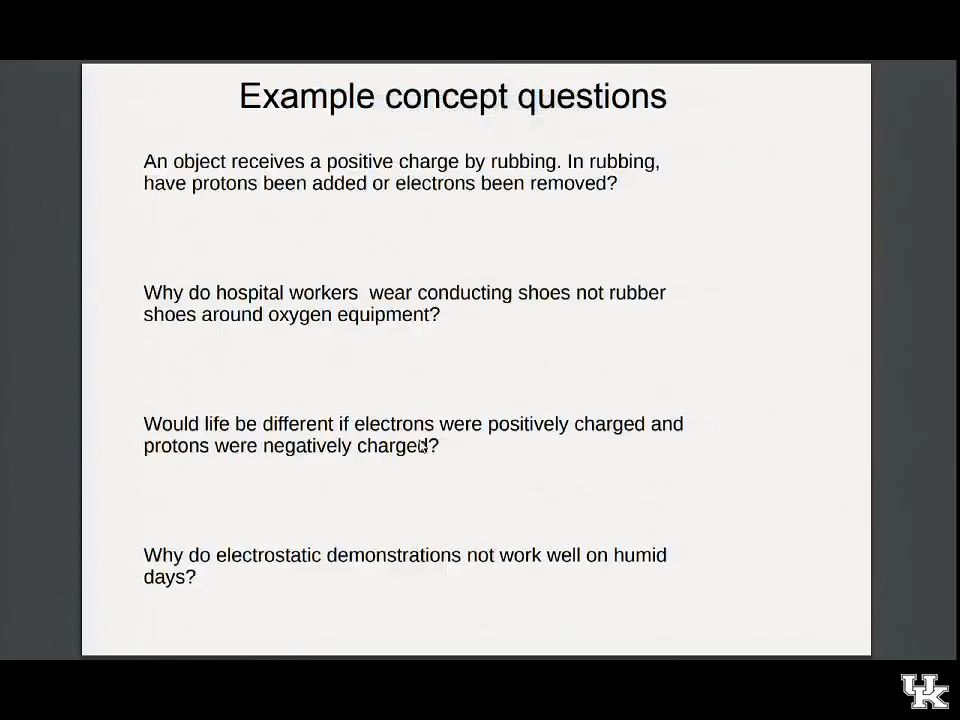 Example concept questions
An object receives a positive charge by rubbing. In rubbing,
have protons been added or electrons been removed?
Why do hospital workers  wear conducting shoes not rubber
shoes around oxygen equipment?
Would life be different if electrons were positively charged and
protons were negatively charged?
Why do electrostatic demonstrations not work well on humid
days?
UK